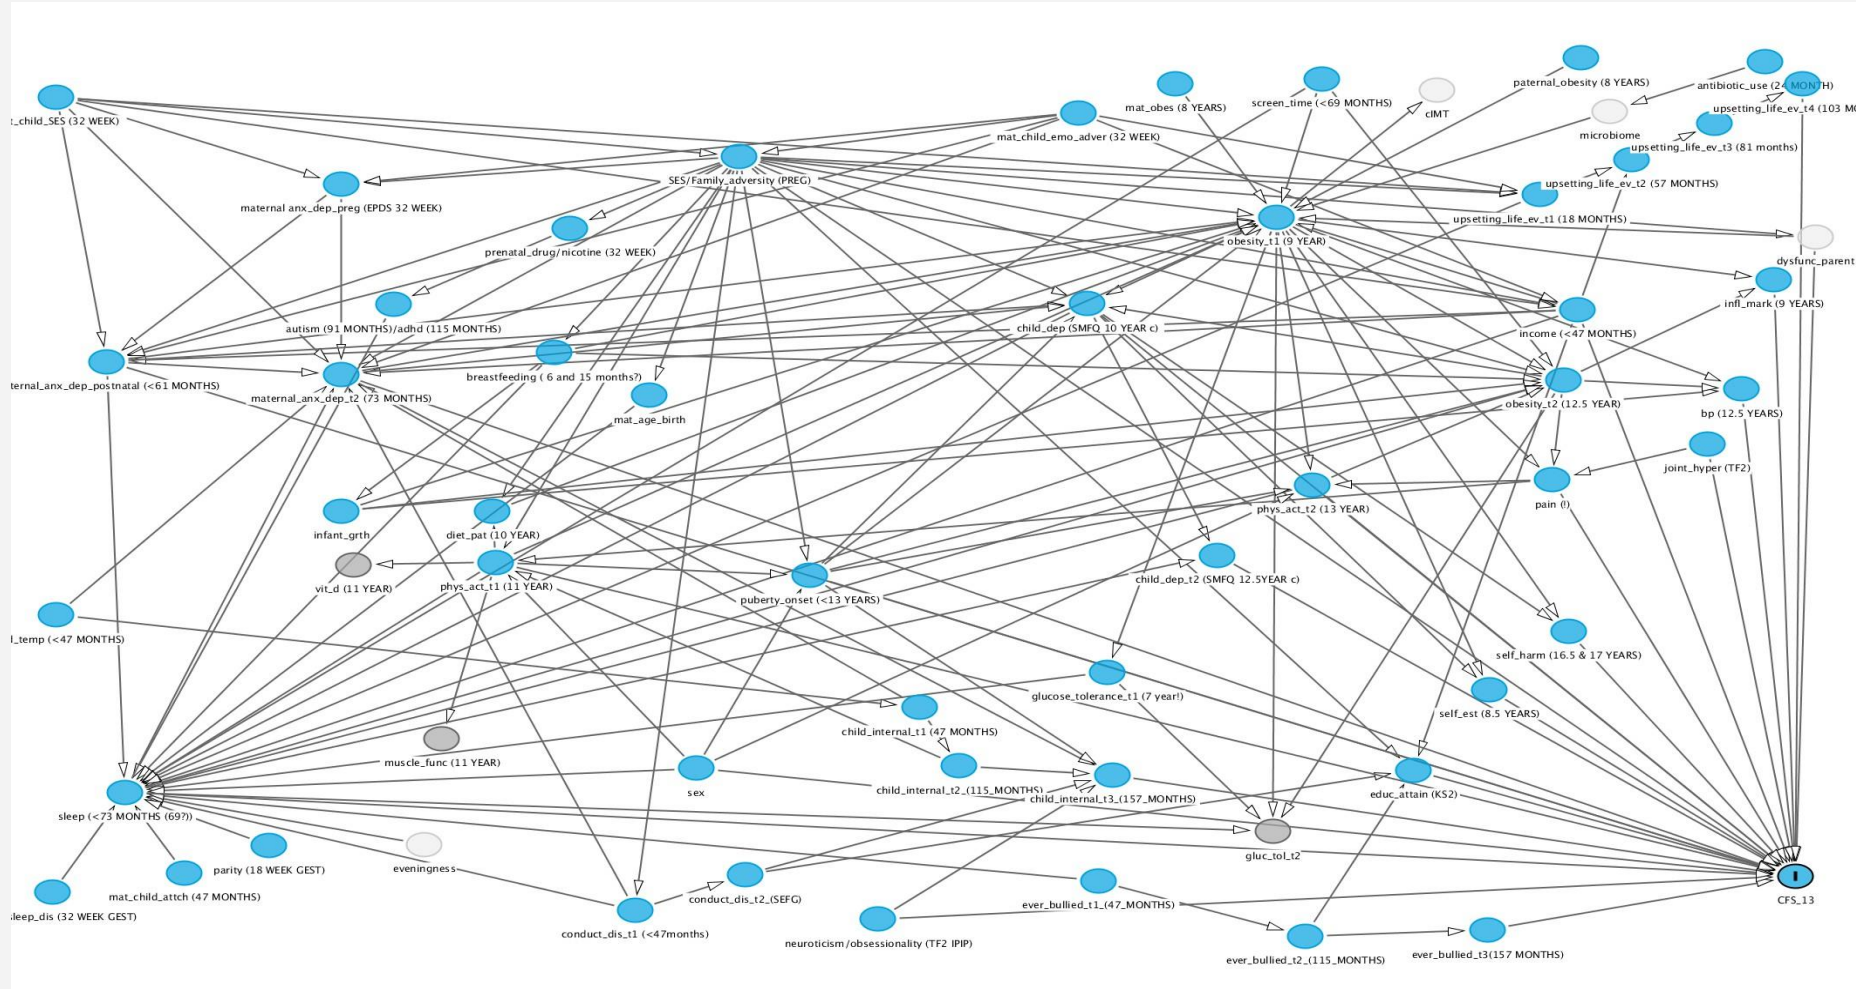 paternal_obesity (8 YEARS)
antibiotic_use (24 MONTH)
mat_obes (8 YEARS)
screen_time (<69 MONTHS)
cIMT
upsetting_life_ev_t4 (103 MO
t_child_SES (32 WEEK)
mat_child_emo_adver (32 WEEK)
microbiome
upsetting_life_ev_t3 (81 months)
SES/Family_adversity (PREG)
upsetting_life_ev_t2 (57 MONTHS)
maternal anx_dep_preg (EPDS 32 WEEK)
upsetting_life_ev_t1 (18 MONTHS)
prenatal_drug/nicotine (32 WEEK)
obesity_t1 (9 YEAR)
dysfunc_parent
infl_mark (9 YEARS)
autism (91 MONTHS)/adhd (115 MONTHS)
child_dep (SMFQ 10 YEAR c)
income (<47 MONTHS)
ternal_anx_dep_postnatal (<61 MONTHS)
breastfeeding ( 6 and 15 months?)
maternal_anx_dep_t2 (73 MONTHS)
obesity_t2 (12.5 YEAR)
bp (12.5 YEARS)
mat_age_birth
joint_hyper (TF2)
infant_grth
diet_pat (10 YEAR)
phys_act_t2 (13 YEAR)
pain (!)
vit_d (11 YEAR)
phys_act_t1 (11 YEAR)
puberty_onset (<13 YEARS)
child_dep_t2 (SMFQ 12.5YEAR c)
l_temp (<47 MONTHS)
self_harm (16.5 & 17 YEARS)
glucose_tolerance_t1 (7 year!)
self_est (8.5 YEARS)
child_internal_t1 (47 MONTHS)
muscle_func (11 YEAR)
sex
child_internal_t2_(115_MONTHS)
child_internal_t3_(157_MONTHS)
educ_attain (KS2)
sleep (<73 MONTHS (69?))
gluc_tol_t2
parity (18 WEEK GEST)
eveningness
mat_child_attch (47 MONTHS)
conduct_dis_t2_(SEFG)
ever_bullied_t1_(47_MONTHS)
CFS_13
sleep_dis (32 WEEK GEST)
conduct_dis_t1 (<47months)
neuroticism/obsessionality (TF2 IPIP)
ever_bullied_t2_(115_MONTHS)
ever_bullied_t3(157 MONTHS)